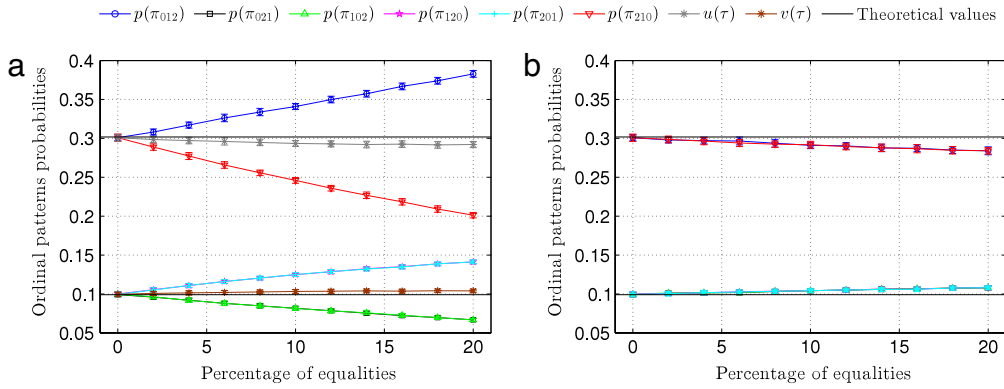 p(π012) p(π021) p(π102) p(π120) p(π201) p(π210) u(τ) v(τ) Theoretical values
a
Ordinal patterns probabilities
0.4
0.35
0.3
0.25
0.2
0.15
0.1
0.05
0 5 10 15 20
Percentage of equalities
b
Ordinal patterns probabilities
0.4
0.35
0.3
0.25
0.2
0.15
0.1
0.05
0 5 10 15 20
Percentage of equalities